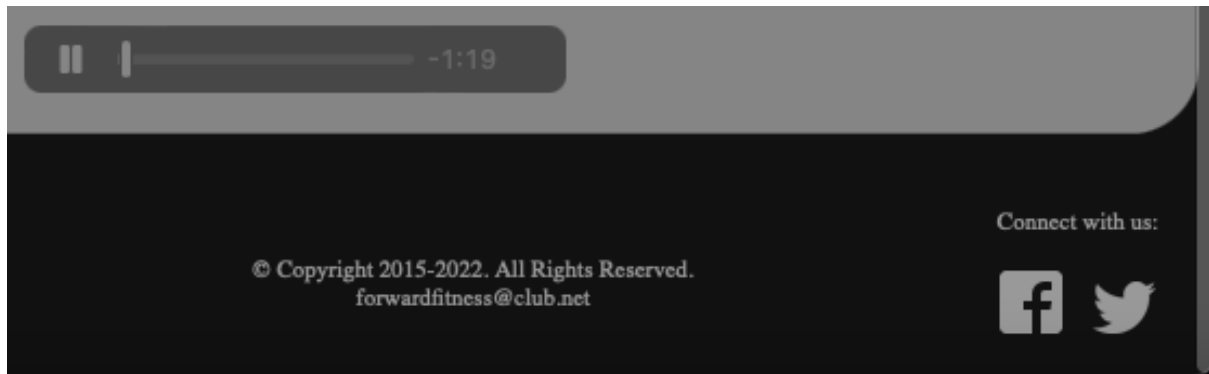 -1:19
Connect with us:
© Copyright 2015-2022. All Rights Reserved.
forwardfitness@club.net